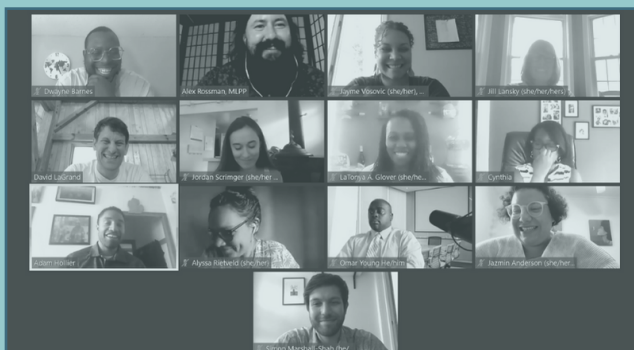 Dwayne Barnes
Alex Rossman, MLPP
Jayme Vosovic (she/her), ...
Jill Lansky (she/her/hers)
David LaGrand
Jordan Scrimger (she/her ...
LaTonya A. Glover (she/he...
Cynthia
Adam Hollier
Alyssa Rietveld (she/her)
Omar Young He/him
Jazmin Anderson (she/her...
Marshall-Shah (he/